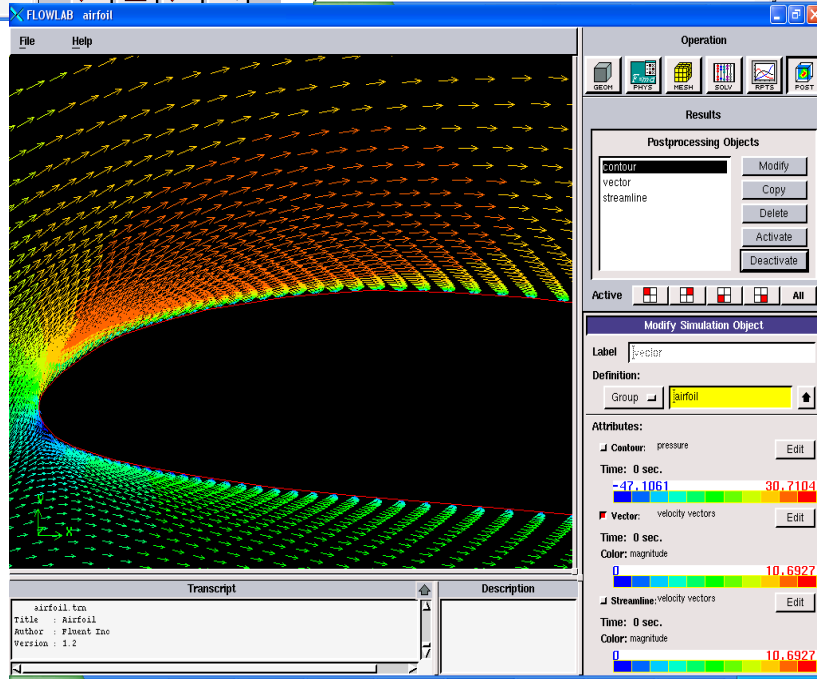 FLOWLAB airfoil
File Help
Operation
GEOM PHYS MESH SOLV RPTS POST
Results
Postprocessing Objects
contour
vector
streamline
Modify
Copy
Delete
Activate
Deactivate
Active All
Modify Simulation Object
Label vector
Definition:
Group airfoil
Attributes:
Contour: pressure Edit
Time: 0 sec.
-47.1061 30.7104
Vector: velocity vectors Edit
Time: 0 sec.
Color: magnitude
0 10.6927
Streamline: velocity vectors Edit
Time: 0 sec.
Color: magnitude
0 10.6927
X
Transcript
airfoil.trn
Title : Airfoil
Author : Fluent Inc
Version : 1.2
Description